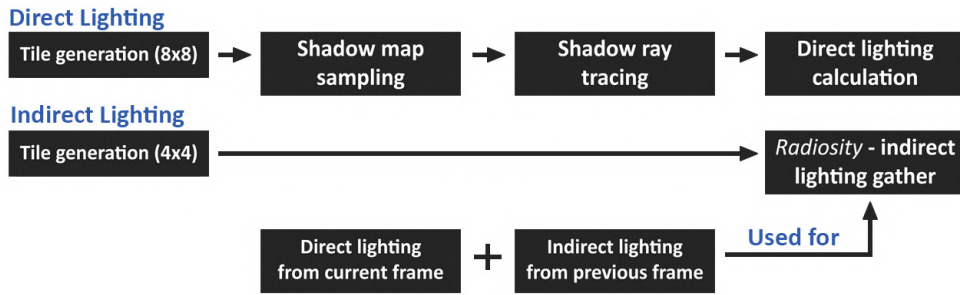 Direct Lighting
Tile generation (8x8)
Shadow map
sampling
Shadow ray
tracing
Direct lighting
calculation
Indirect Lighting
Tile generation (4x4)
Radiosity - indirect
lighting gather
Direct lighting
from current frame
+
Indirect lighting
from previous frame
Used for